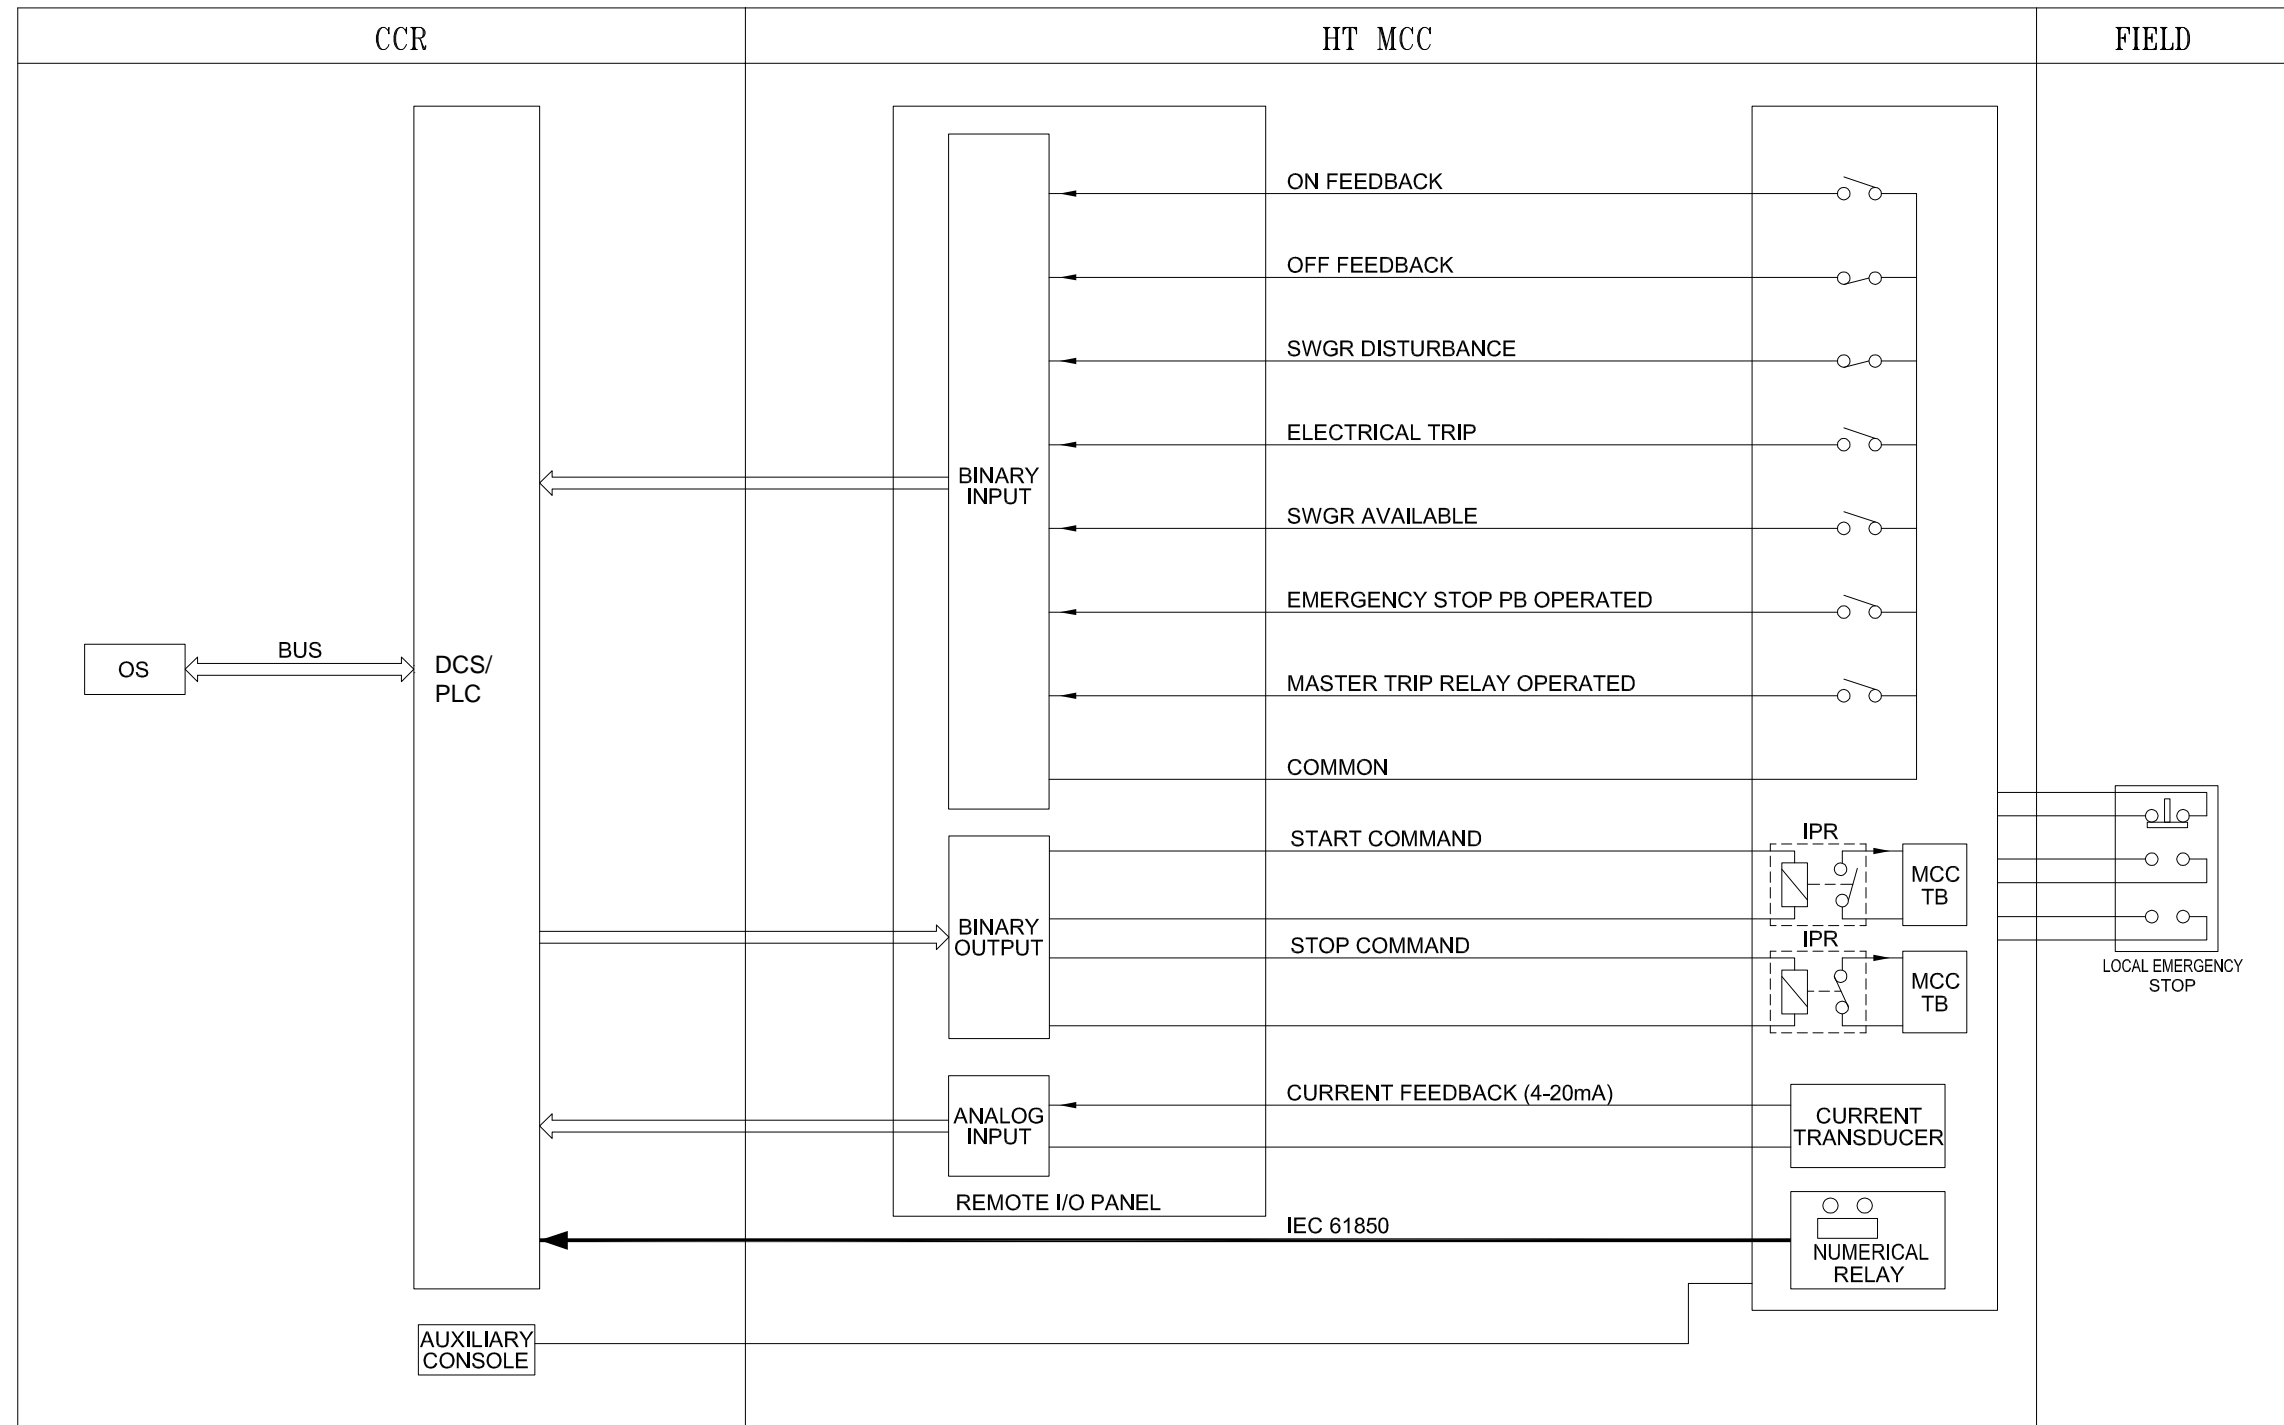 CCR
HT MCC
FIELD
ON FEEDBACK
OFF FEEDBACK
SWGR DISTURBANCE
ELECTRICAL TRIP
BINARY
INPUT
SWGR AVAILABLE
EMERGENCY STOP PB OPERATED
OS
BUS
DCS/
PLC
MASTER TRIP RELAY OPERATED
COMMON
START COMMAND
IPR
MCC
TB
BINARY
OUTPUT
STOP COMMAND
IPR
MCC
TB
LOCAL EMERGENCY
STOP
ANALOG
INPUT
CURRENT FEEDBACK (4-20mA)
CURRENT
TRANSDUCER
REMOTE I/O PANEL
IEC 61850
NUMERICAL
RELAY
AUXILIARY
CONSOLE